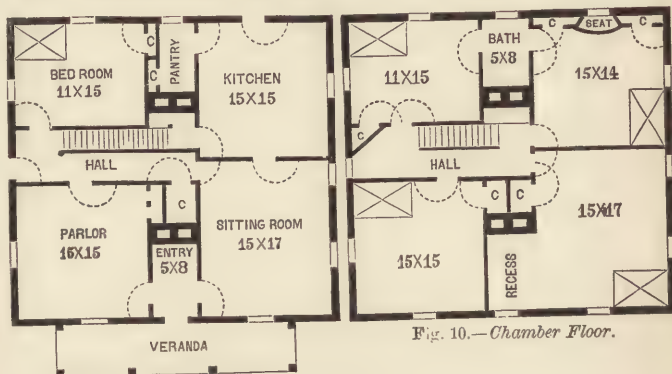 C
PANTRY
C
BED ROOM
11X15
KITCHEN
15X15
HALL
C
PARLOR
15X15
SITTING ROOM
15X17
ENTRY
5X8
VERANDA
BATH
5X8
C
SEAT
C
11X15
15X14
C
HALL
C
C
15X15
15X17
RECESS
Fig. 10.—Chamber Floor.